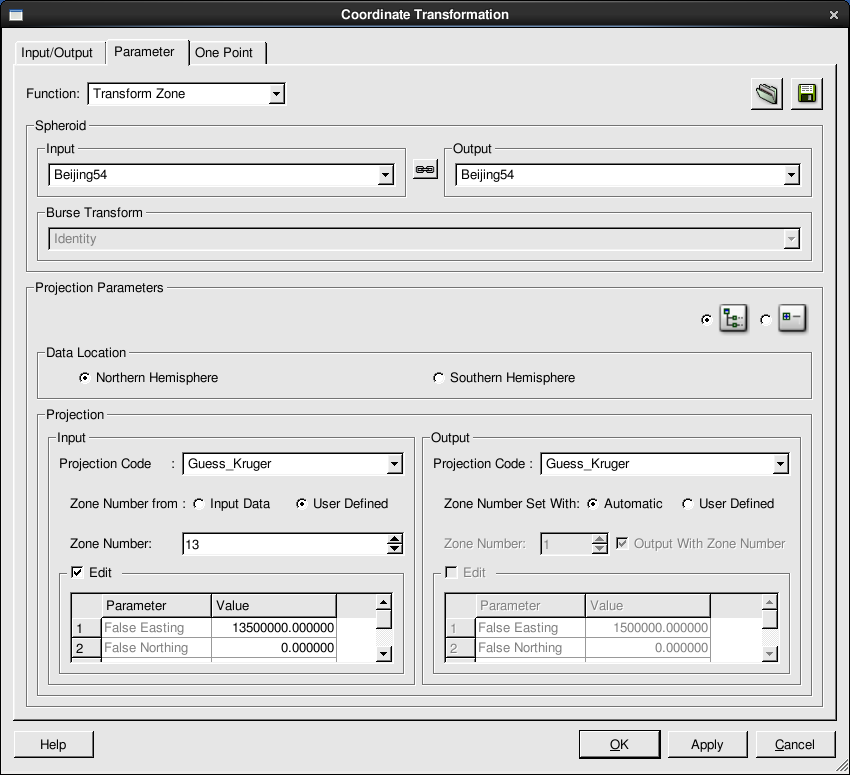 Coordinate Transformation
Input/Output Parameter One Point
Function: Transform Zone
Spheroid
Input Output
Beijing54 Beijing54
Burse Transform
Identity
Projection Parameters
Data Location
Northern Hemisphere Southern Hemisphere
Projection
Input Output
Projection Code : Guess_Kruger Projection Code : Guess_Kruger
Zone Number from : Input Data User Defined Zone Number Set With: Automatic User Defined
Zone Number: 13 Zone Number: 1 Output With Zone Number
Edit Edit
Parameter Value Parameter Value
1 False Easting 13500000.000000 1 False Easting 1500000.000000
2 False Northing 0.000000 2 False Northing 0.000000
Help OK Apply Cancel